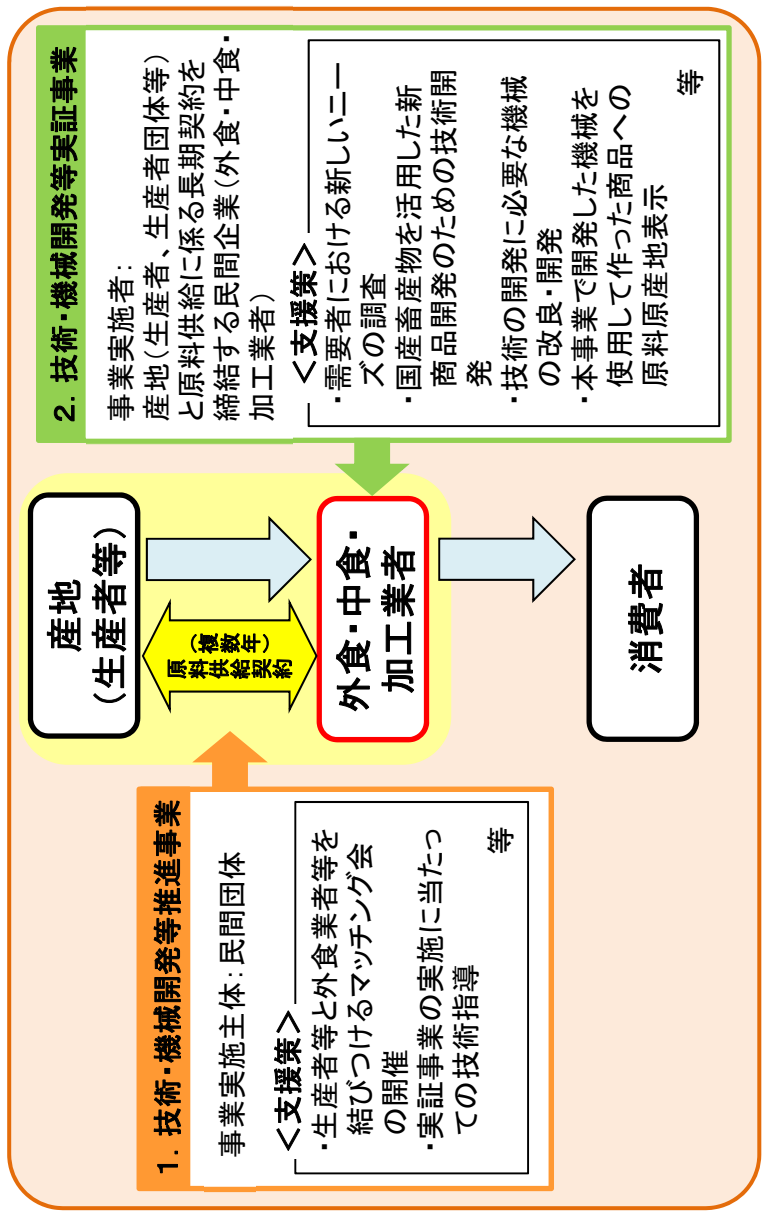 1. 技術・機械開発等推進事業
事業実施主体:民間団体
<支援策>
・生産者等と外食業者等を
結びつけるマッチング会
の開催
・実証事業の実施に当たっ
ての技術指導
等
産地
(生産者等)
(複数年)
原料供給契約
外食・中食・
加工業者
消費者
2. 技術・機械開発等実証事業
事業実施者:
産地(生産者、生産者団体等)
と原料供給に係る長期契約を
締結する民間企業(外食・中食・
加工業者)
<支援策>
・需要者における新しいニー
ズの調査
・国産畜産物を活用した新
商品開発のための技術開
発
・技術の開発に必要な機械
の改良・開発
・本事業で開発した機械を
使用して作った商品への
原料原産地表示
等